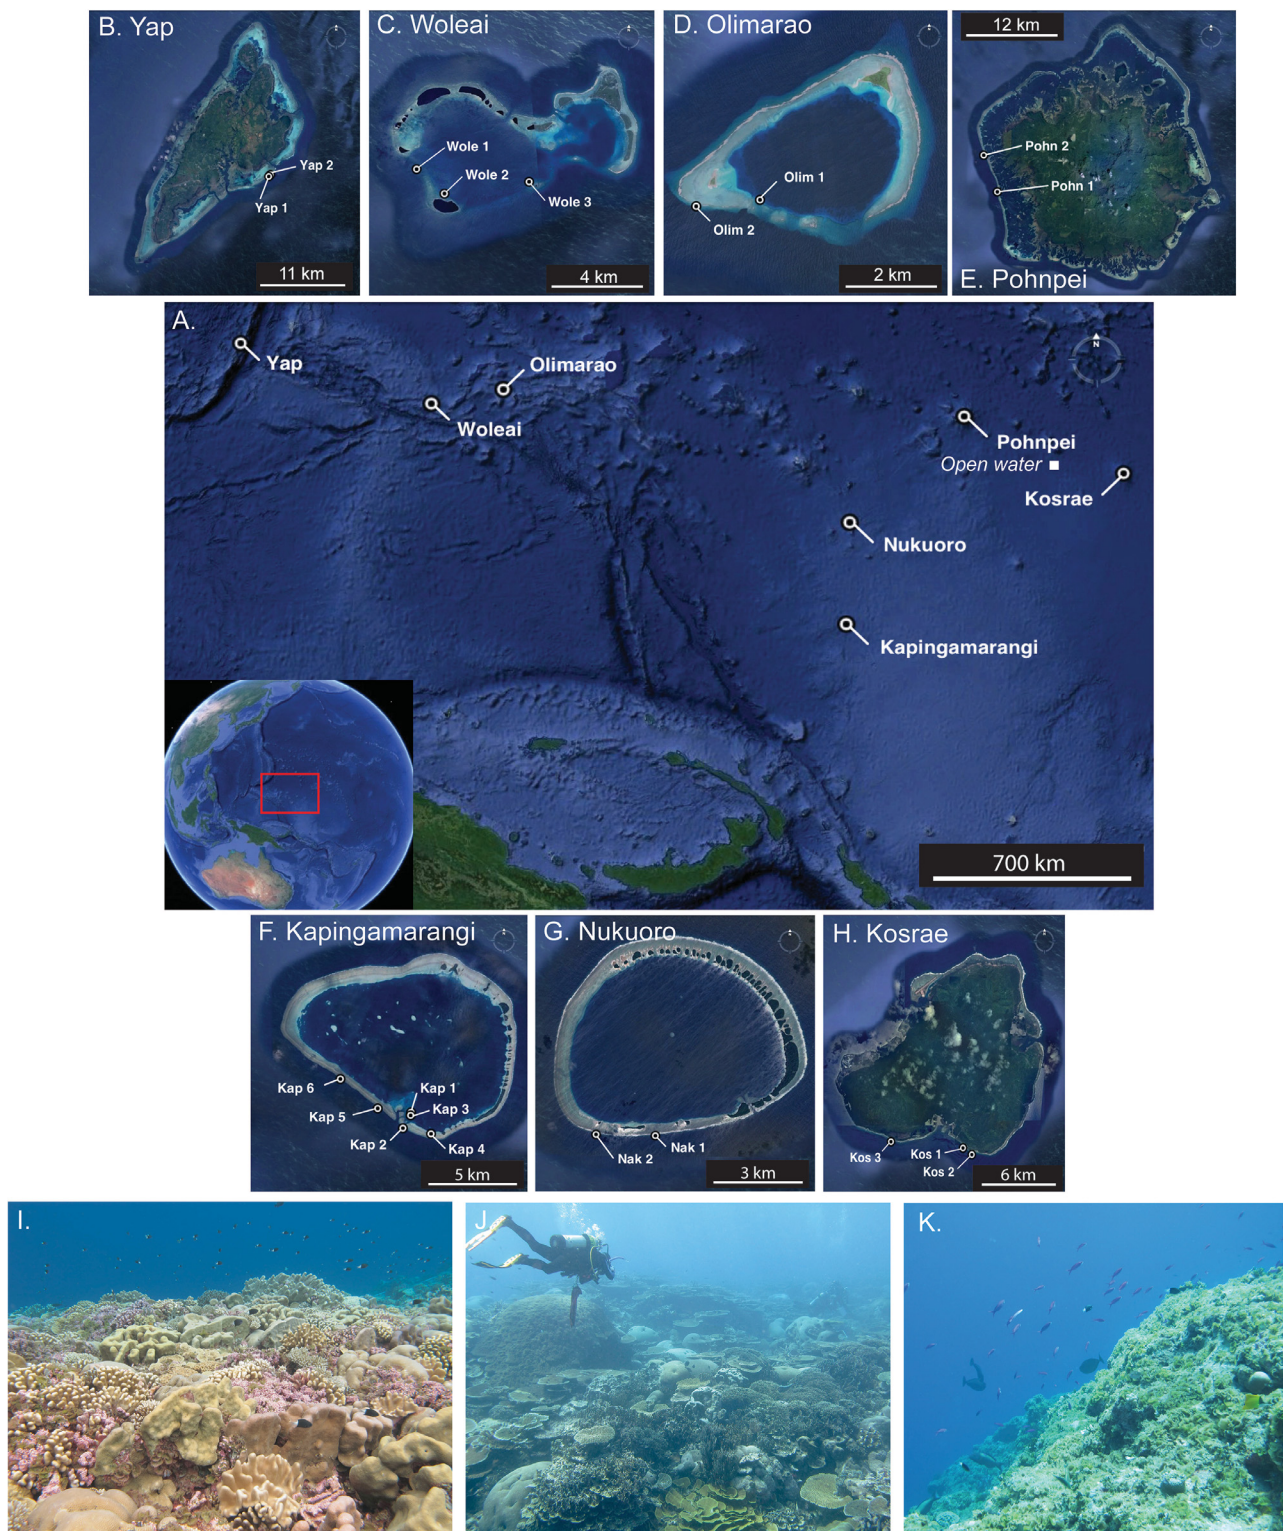 B. Yap
Yap 2
Yap 1
11 km
C. Woleai
Wole 1
Wole 2
Wole 3
4 km
D. Olimarao
Olim 1
Olim 2
2 km
12 km
Pohn 2
Pohn 1
E. Pohnpei
A.
N
Yap
Olimarao
Woleai
Pohnpei
Open water
Kosrae
Nukuoro
Kapingamarangi
700 km
F. Kapingamarangi
Kap 6
Kap 1
Kap 5
Kap 3
Kap 2
Kap 4
5 km
G. Nukuoro
Nak 1
Nak 2
3 km
H. Kosrae
Kos 3
Kos 1
Kos 2
6 km
I.
J.
K.